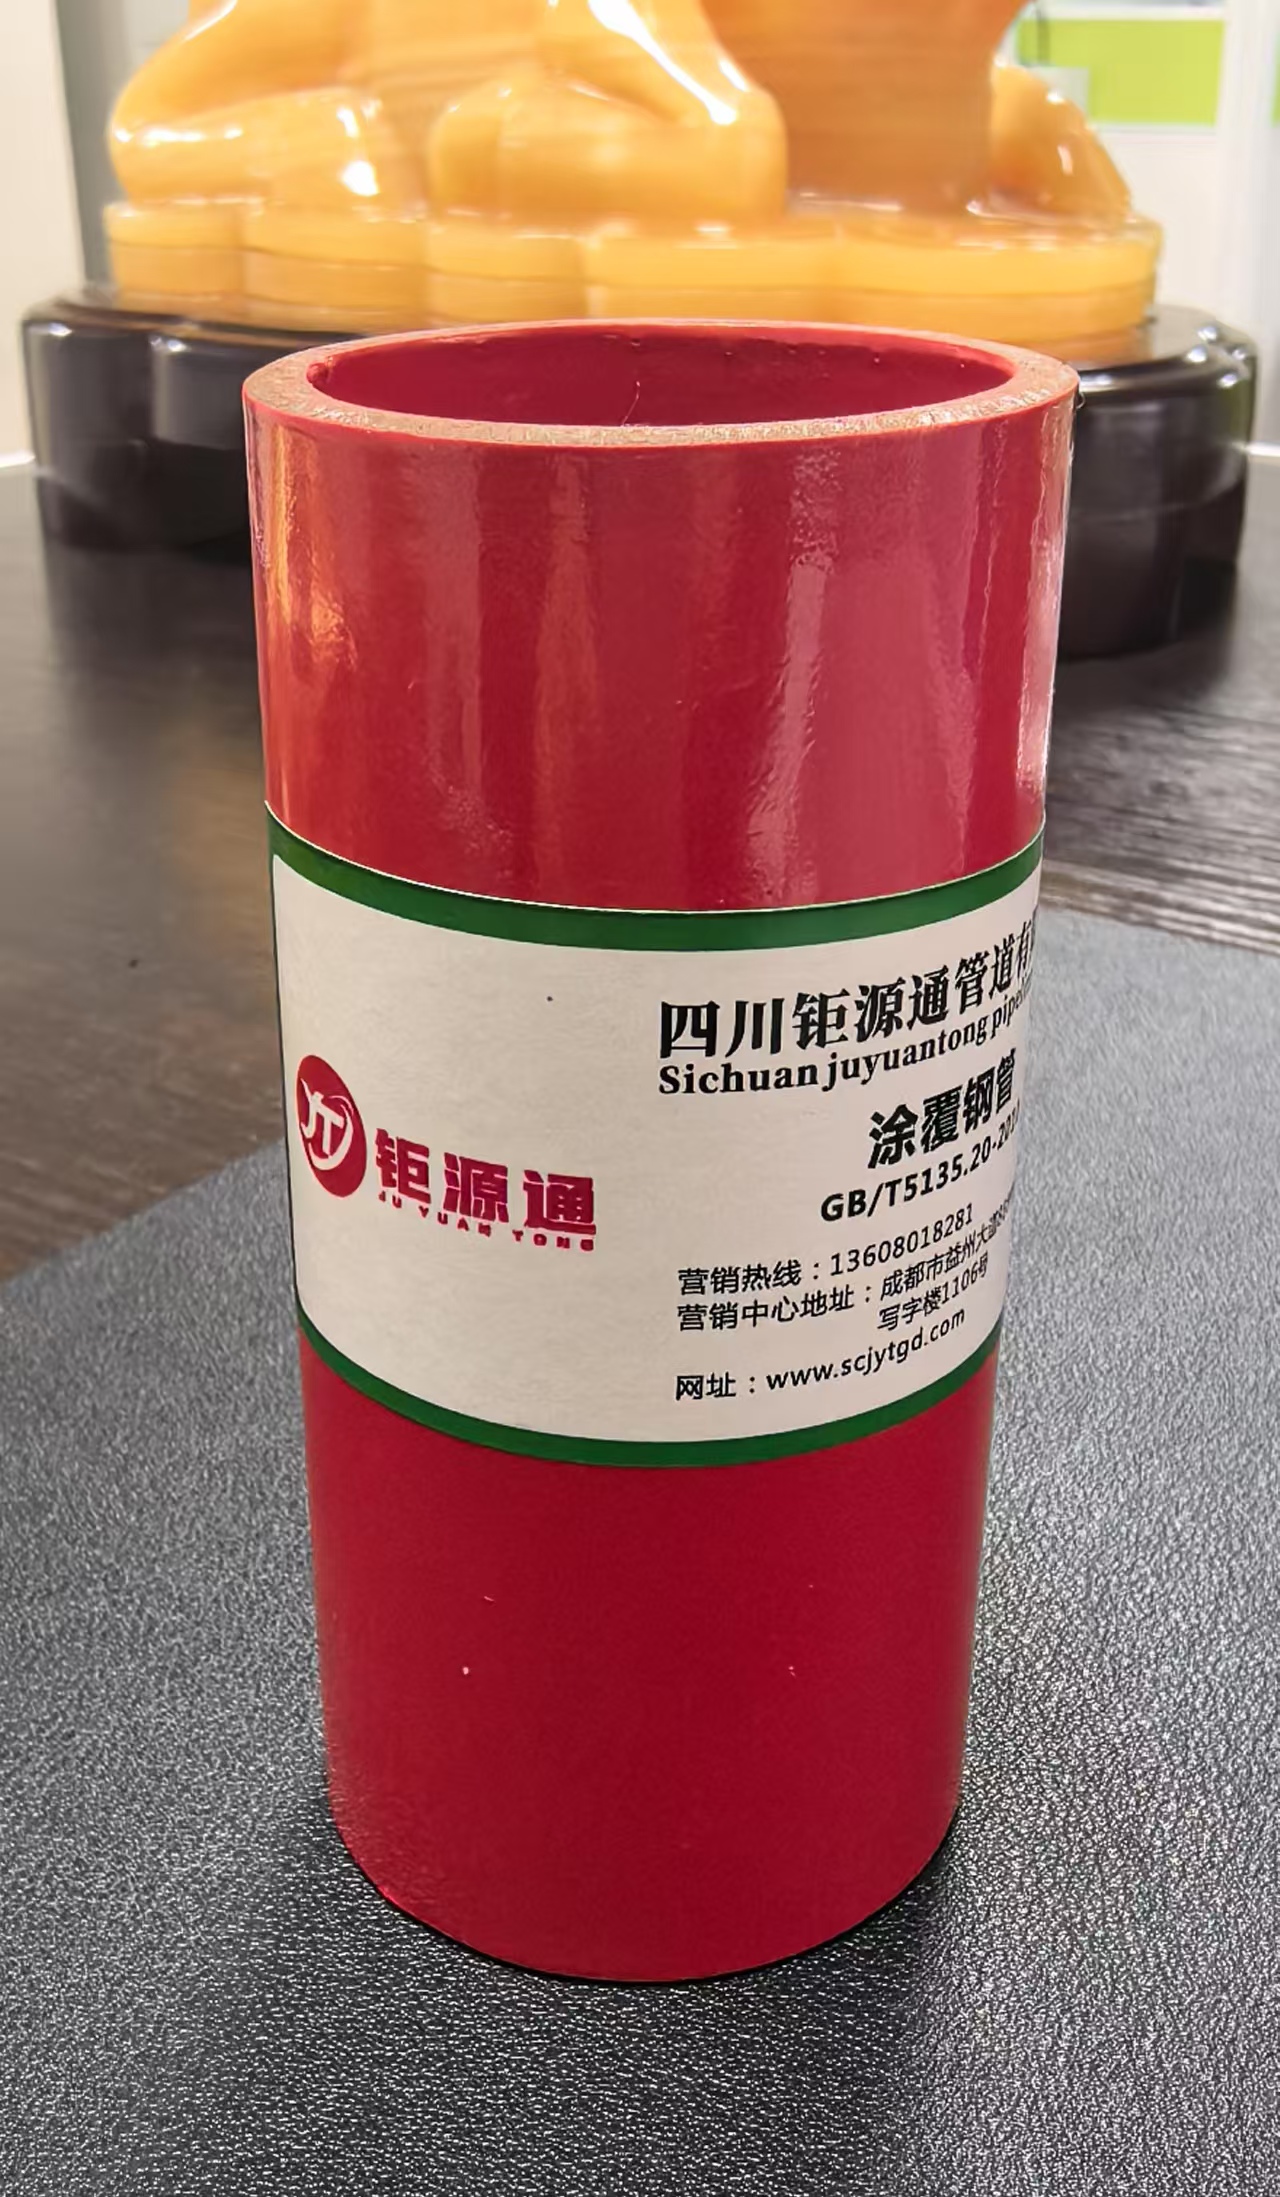 四川钜源通管道有
Sichuan juyuantong pipeli
涂覆钢管
GB/T5135.20-201
JT
钜源通
JU YUAN TONG
营销热线：13608018281
营销中心地址：成都市益州大道
写字楼1106号
网址：www.scjytgd.com